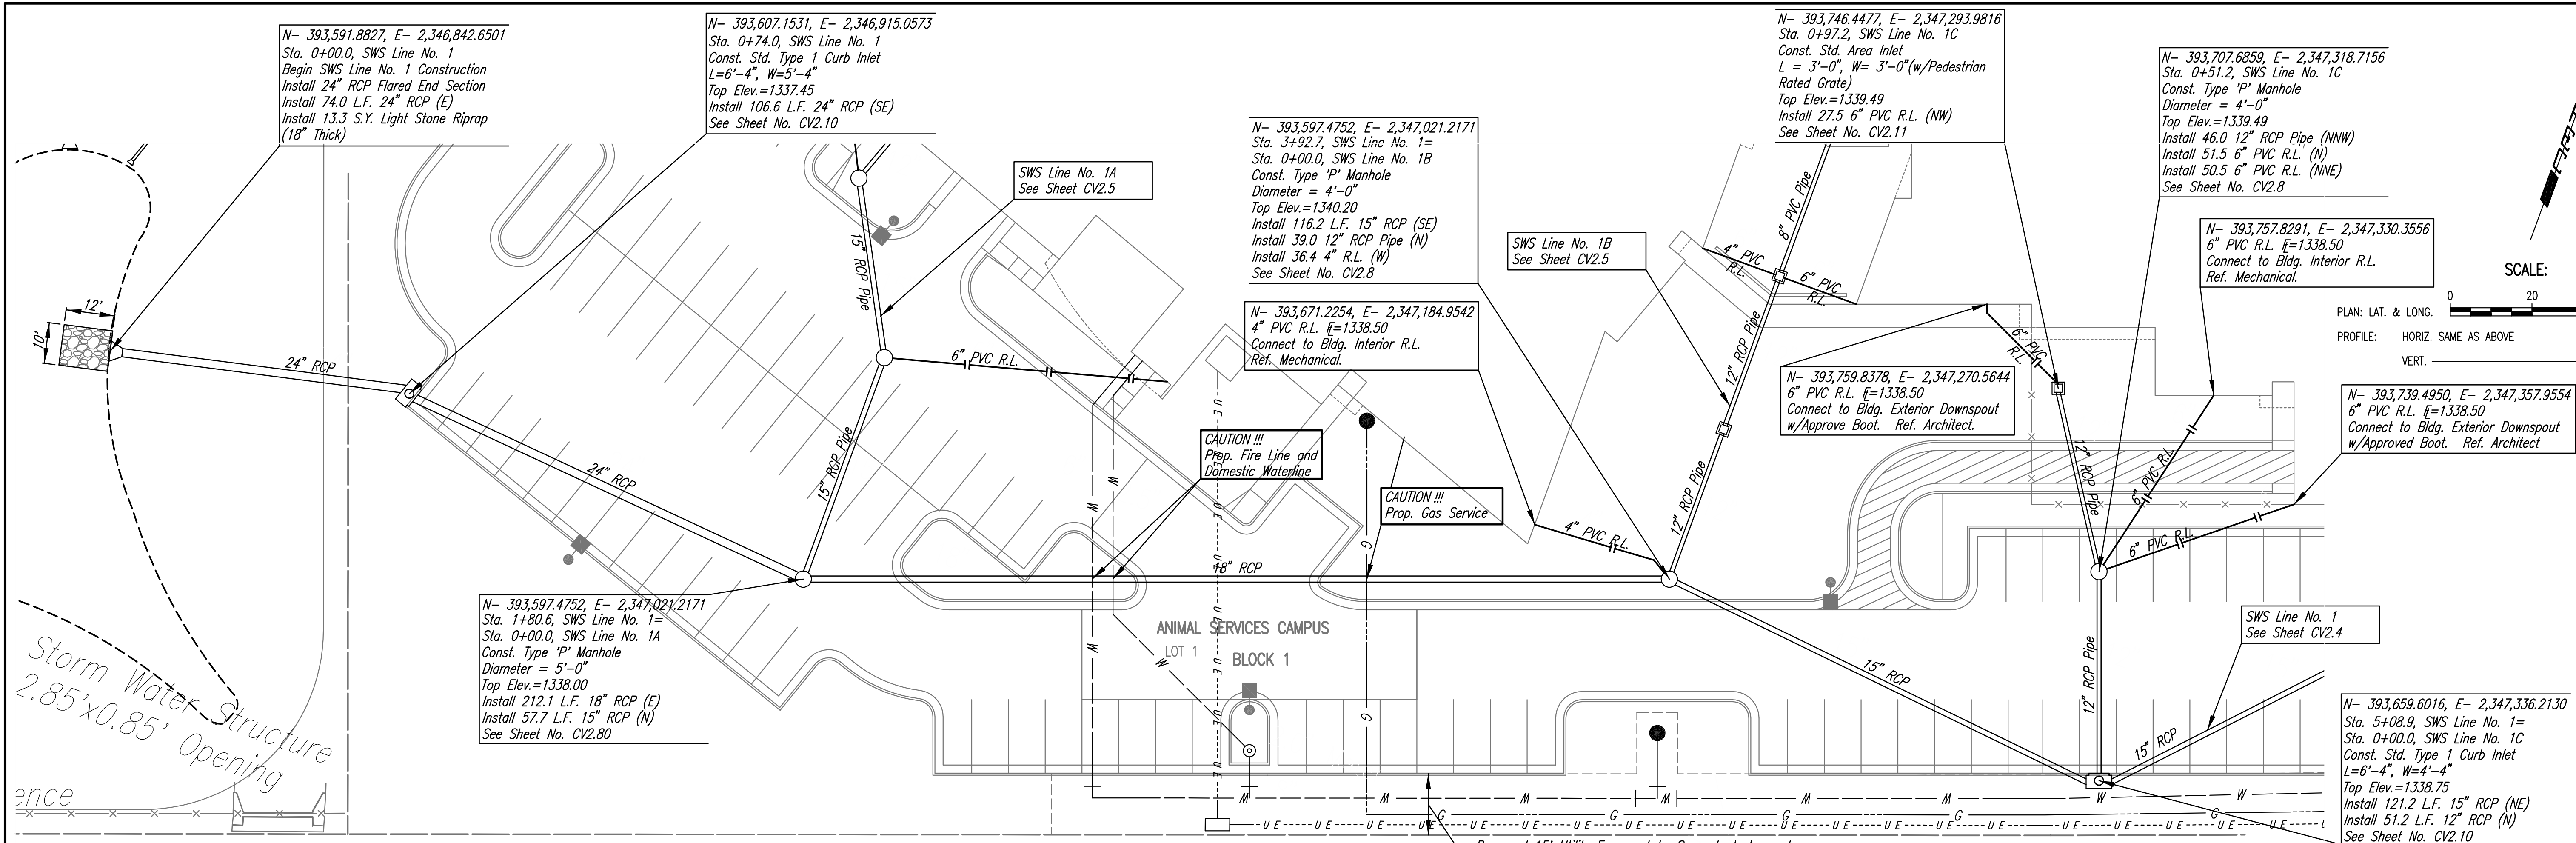 N- 393,591.8827, E- 2,346,842.6501
Sta. 0+00.0, SWS Line No. 1
Begin SWS Line No. 1 Construction
Install 24" RCP Flared End Section
Install 74.0 L.F. 24" RCP (E)
Install 13.3 S.Y. Light Stone Riprap
(18" Thick)
N- 393,607.1531, E- 2,346,915.0573
Sta. 0+74.0, SWS Line No. 1
Const. Std. Type 1 Curb Inlet
L=6'-4", W=5'-4"
Top Elev.=1337.45
Install 106.6 L.F. 24" RCP (SE)
See Sheet No. CV2.10
SWS Line No. 1A
See Sheet CV2.5
N- 393,597.4752, E- 2,347,021.2171
Sta. 3+92.7, SWS Line No. 1=
Sta. 0+00.0, SWS Line No. 1B
Const. Type 'P' Manhole
Diameter = 4'-0"
Top Elev.=1340.20
Install 116.2 L.F. 15" RCP (SE)
Install 39.0 12" RCP Pipe (N)
Install 36.4 4" R.L. (W)
See Sheet No. CV2.8
N- 393,671.2254, E- 2,347,184.9542
4" PVC R.L. FL=1338.50
Connect to Bldg. Interior R.L.
Ref. Mechanical.
SWS Line No. 1B
See Sheet CV2.5
N- 393,746.4477, E- 2,347,293.9816
Sta. 0+97.2, SWS Line No. 1C
Const. Std. Area Inlet
L = 3'-0", W= 3'-0"(w/Pedestrian
Rated Grate)
Top Elev.=1339.49
Install 27.5 6" PVC R.L. (NW)
See Sheet No. CV2.11
N- 393,707.6859, E- 2,347,318.7156
Sta. 0+51.2, SWS Line No. 1C
Const. Type 'P' Manhole
Diameter = 4'-0"
Top Elev.=1339.49
Install 46.0 12" RCP Pipe (NNW)
Install 51.5 6" PVC R.L. (N)
Install 50.5 6" PVC R.L. (NNE)
See Sheet No. CV2.8
N- 393,757.8291, E- 2,347,330.3556
6" PVC R.L. FL=1338.50
Connect to Bldg. Interior R.L.
Ref. Mechanical.
SCALE:
0 20
PLAN: LAT. & LONG.
PROFILE: HORIZ. SAME AS ABOVE
VERT.
N- 393,759.8378, E- 2,347,270.5644
6" PVC R.L. FL=1338.50
Connect to Bldg. Exterior Downspout
w/Approve Boot. Ref. Architect.
N- 393,739.4950, E- 2,347,357.9554
6" PVC R.L. FL=1338.50
Connect to Bldg. Exterior Downspout
w/Approved Boot. Ref. Architect
12'
10'
24" RCP
24" RCP
15" RCP Pipe
15" RCP Pipe
6" PVC R.L.
CAUTION !!!
Prop. Fire Line and
Domestic Waterline
CAUTION !!!
Prop. Gas Service
18" RCP
4" PVC R.L.
12" RCP Pipe
12" RCP Pipe
8" PVC Pipe
4" PVC
R.L.
6" PVC
R.L.
6" PVC
R.L.
12" RCP Pipe
6" PVC R.L.
6" PVC R.L.
12" RCP Pipe
15" RCP
15" RCP
SWS Line No. 1
See Sheet CV2.4
N- 393,597.4752, E- 2,347,021.2171
Sta. 1+80.6, SWS Line No. 1=
Sta. 0+00.0, SWS Line No. 1A
Const. Type 'P' Manhole
Diameter = 5'-0"
Top Elev.=1338.00
Install 212.1 L.F. 18" RCP (E)
Install 57.7 L.F. 15" RCP (N)
See Sheet No. CV2.80
ANIMAL SERVICES CAMPUS
LOT 1
BLOCK 1
Storm Water Structure
2.85'x0.85' Opening
ence
N- 393,659.6016, E- 2,347,336.2130
Sta. 5+08.9, SWS Line No. 1=
Sta. 0+00.0, SWS Line No. 1C
Const. Std. Type 1 Curb Inlet
L=6'-4", W=4'-4"
Top Elev.=1338.75
Install 121.2 L.F. 15" RCP (NE)
Install 51.2 L.F. 12" RCP (N)
See Sheet No. CV2.10
W W W W W W W W W
G G G G G
UE UE UE UE UE UE UE UE UE UE UE UE